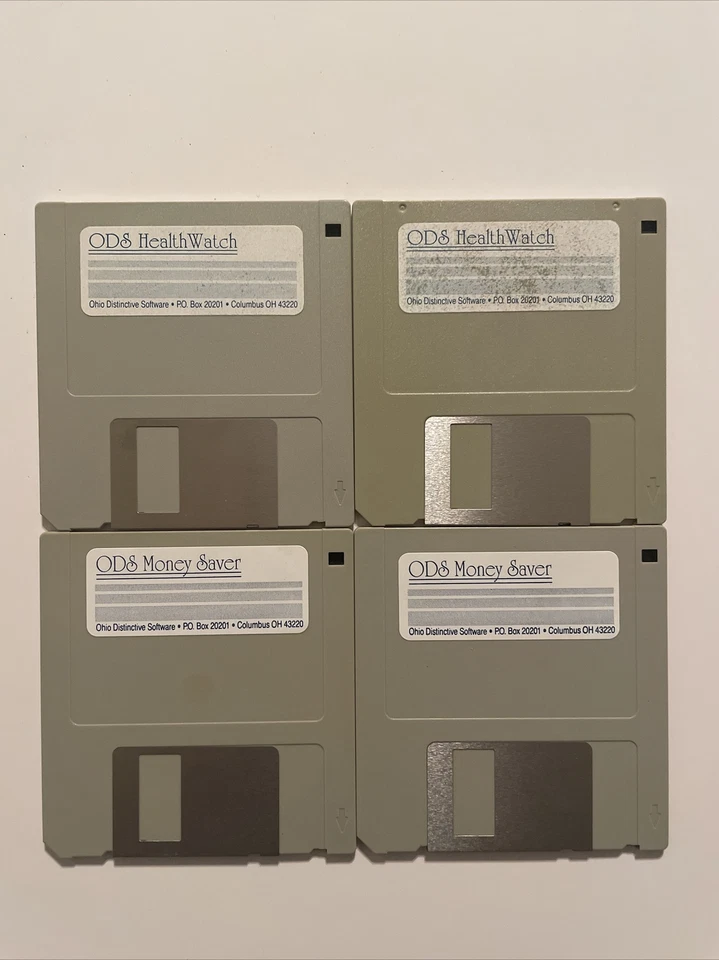 ODS HealthWatch
Ohio Distinctive Software • P.O. Box 20201 • Columbus OH 43220
ODS HealthWatch
Ohio Distinctive Software • P.O. Box 20201 • Columbus OH 43220
ODS Money Saver
Ohio Distinctive Software • P.O. Box 20201 • Columbus OH 43220
ODS Money Saver
Ohio Distinctive Software • P.O. Box 20201 • Columbus OH 43220